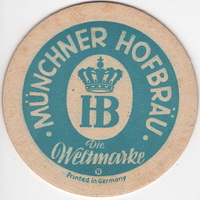 · MÜNCHNER HOFBRÄU ·
HB
Die
Weltmarke
Printed in Germany